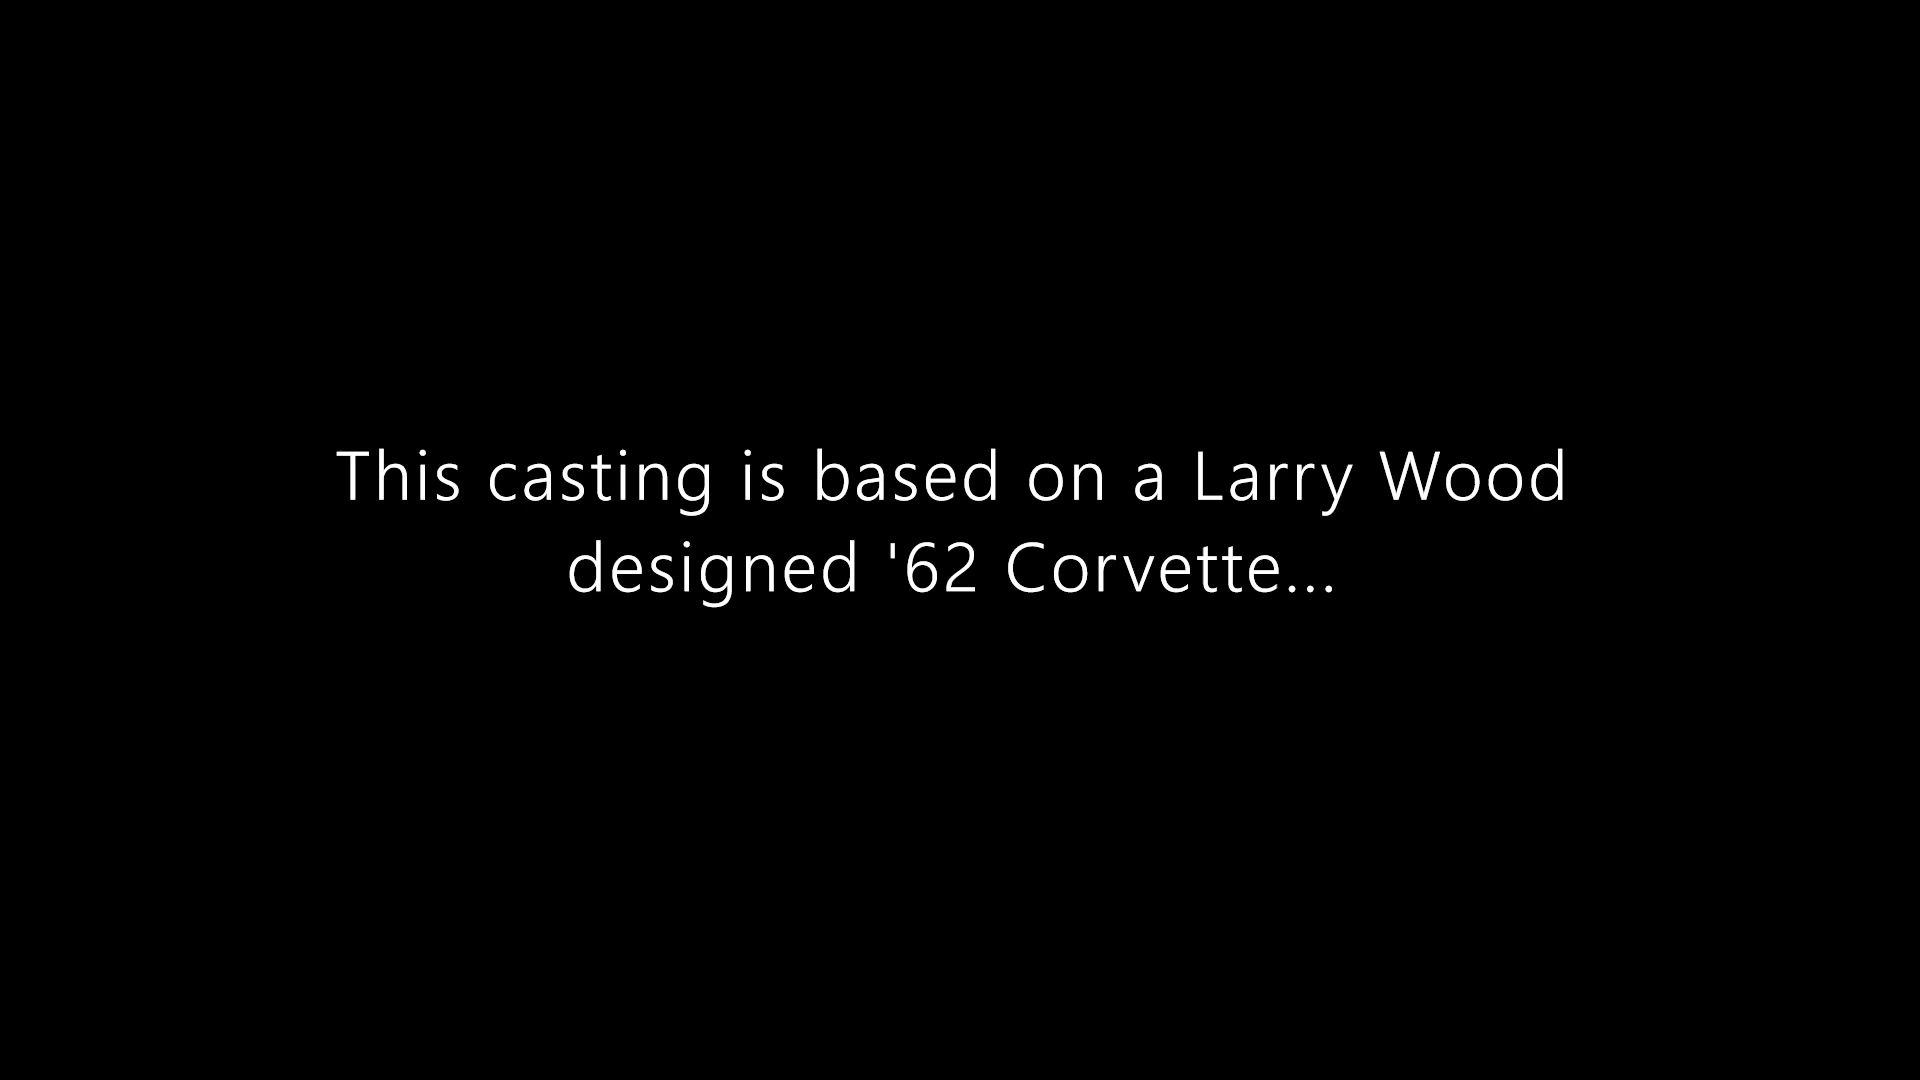 This casting is based on a Larry Wood
designed '62 Corvette...